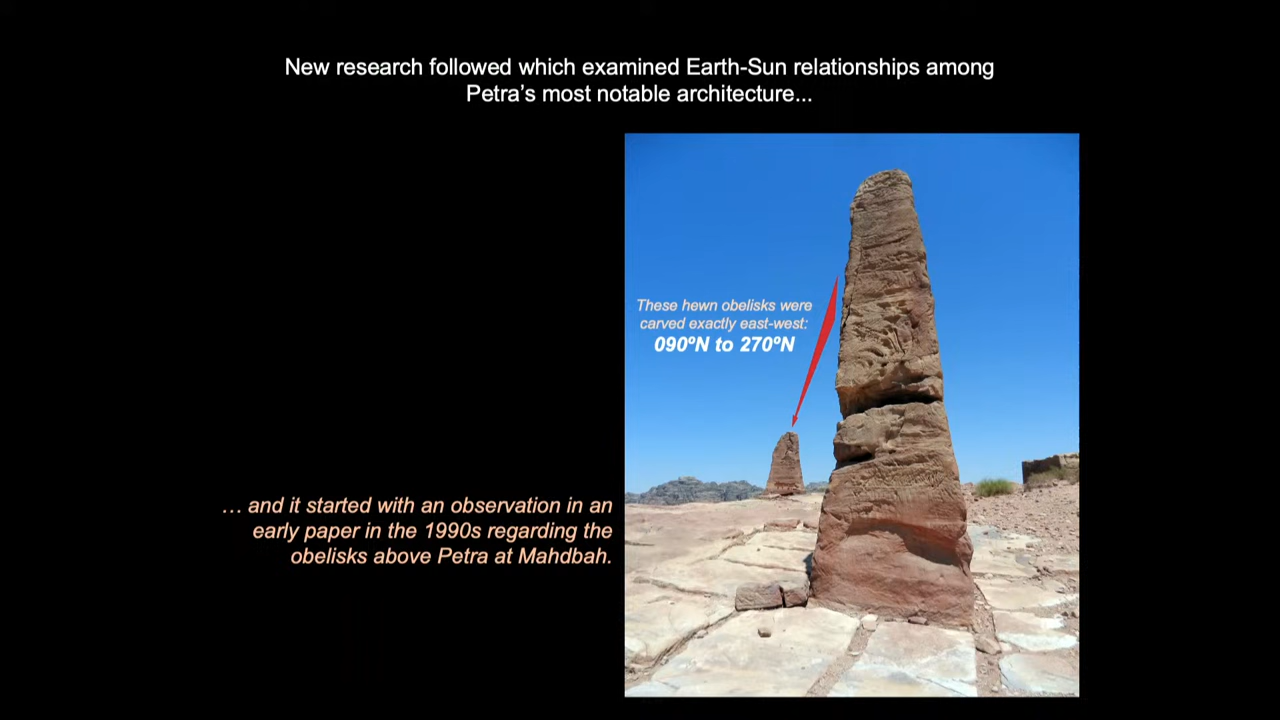 New research followed which examined Earth-Sun relationships among
Petra’s most notable architecture...
These hewn obelisks were
carved exactly east-west:
090ºN to 270ºN
… and it started with an observation in an
early paper in the 1990s regarding the
obelisks above Petra at Mahdbah.